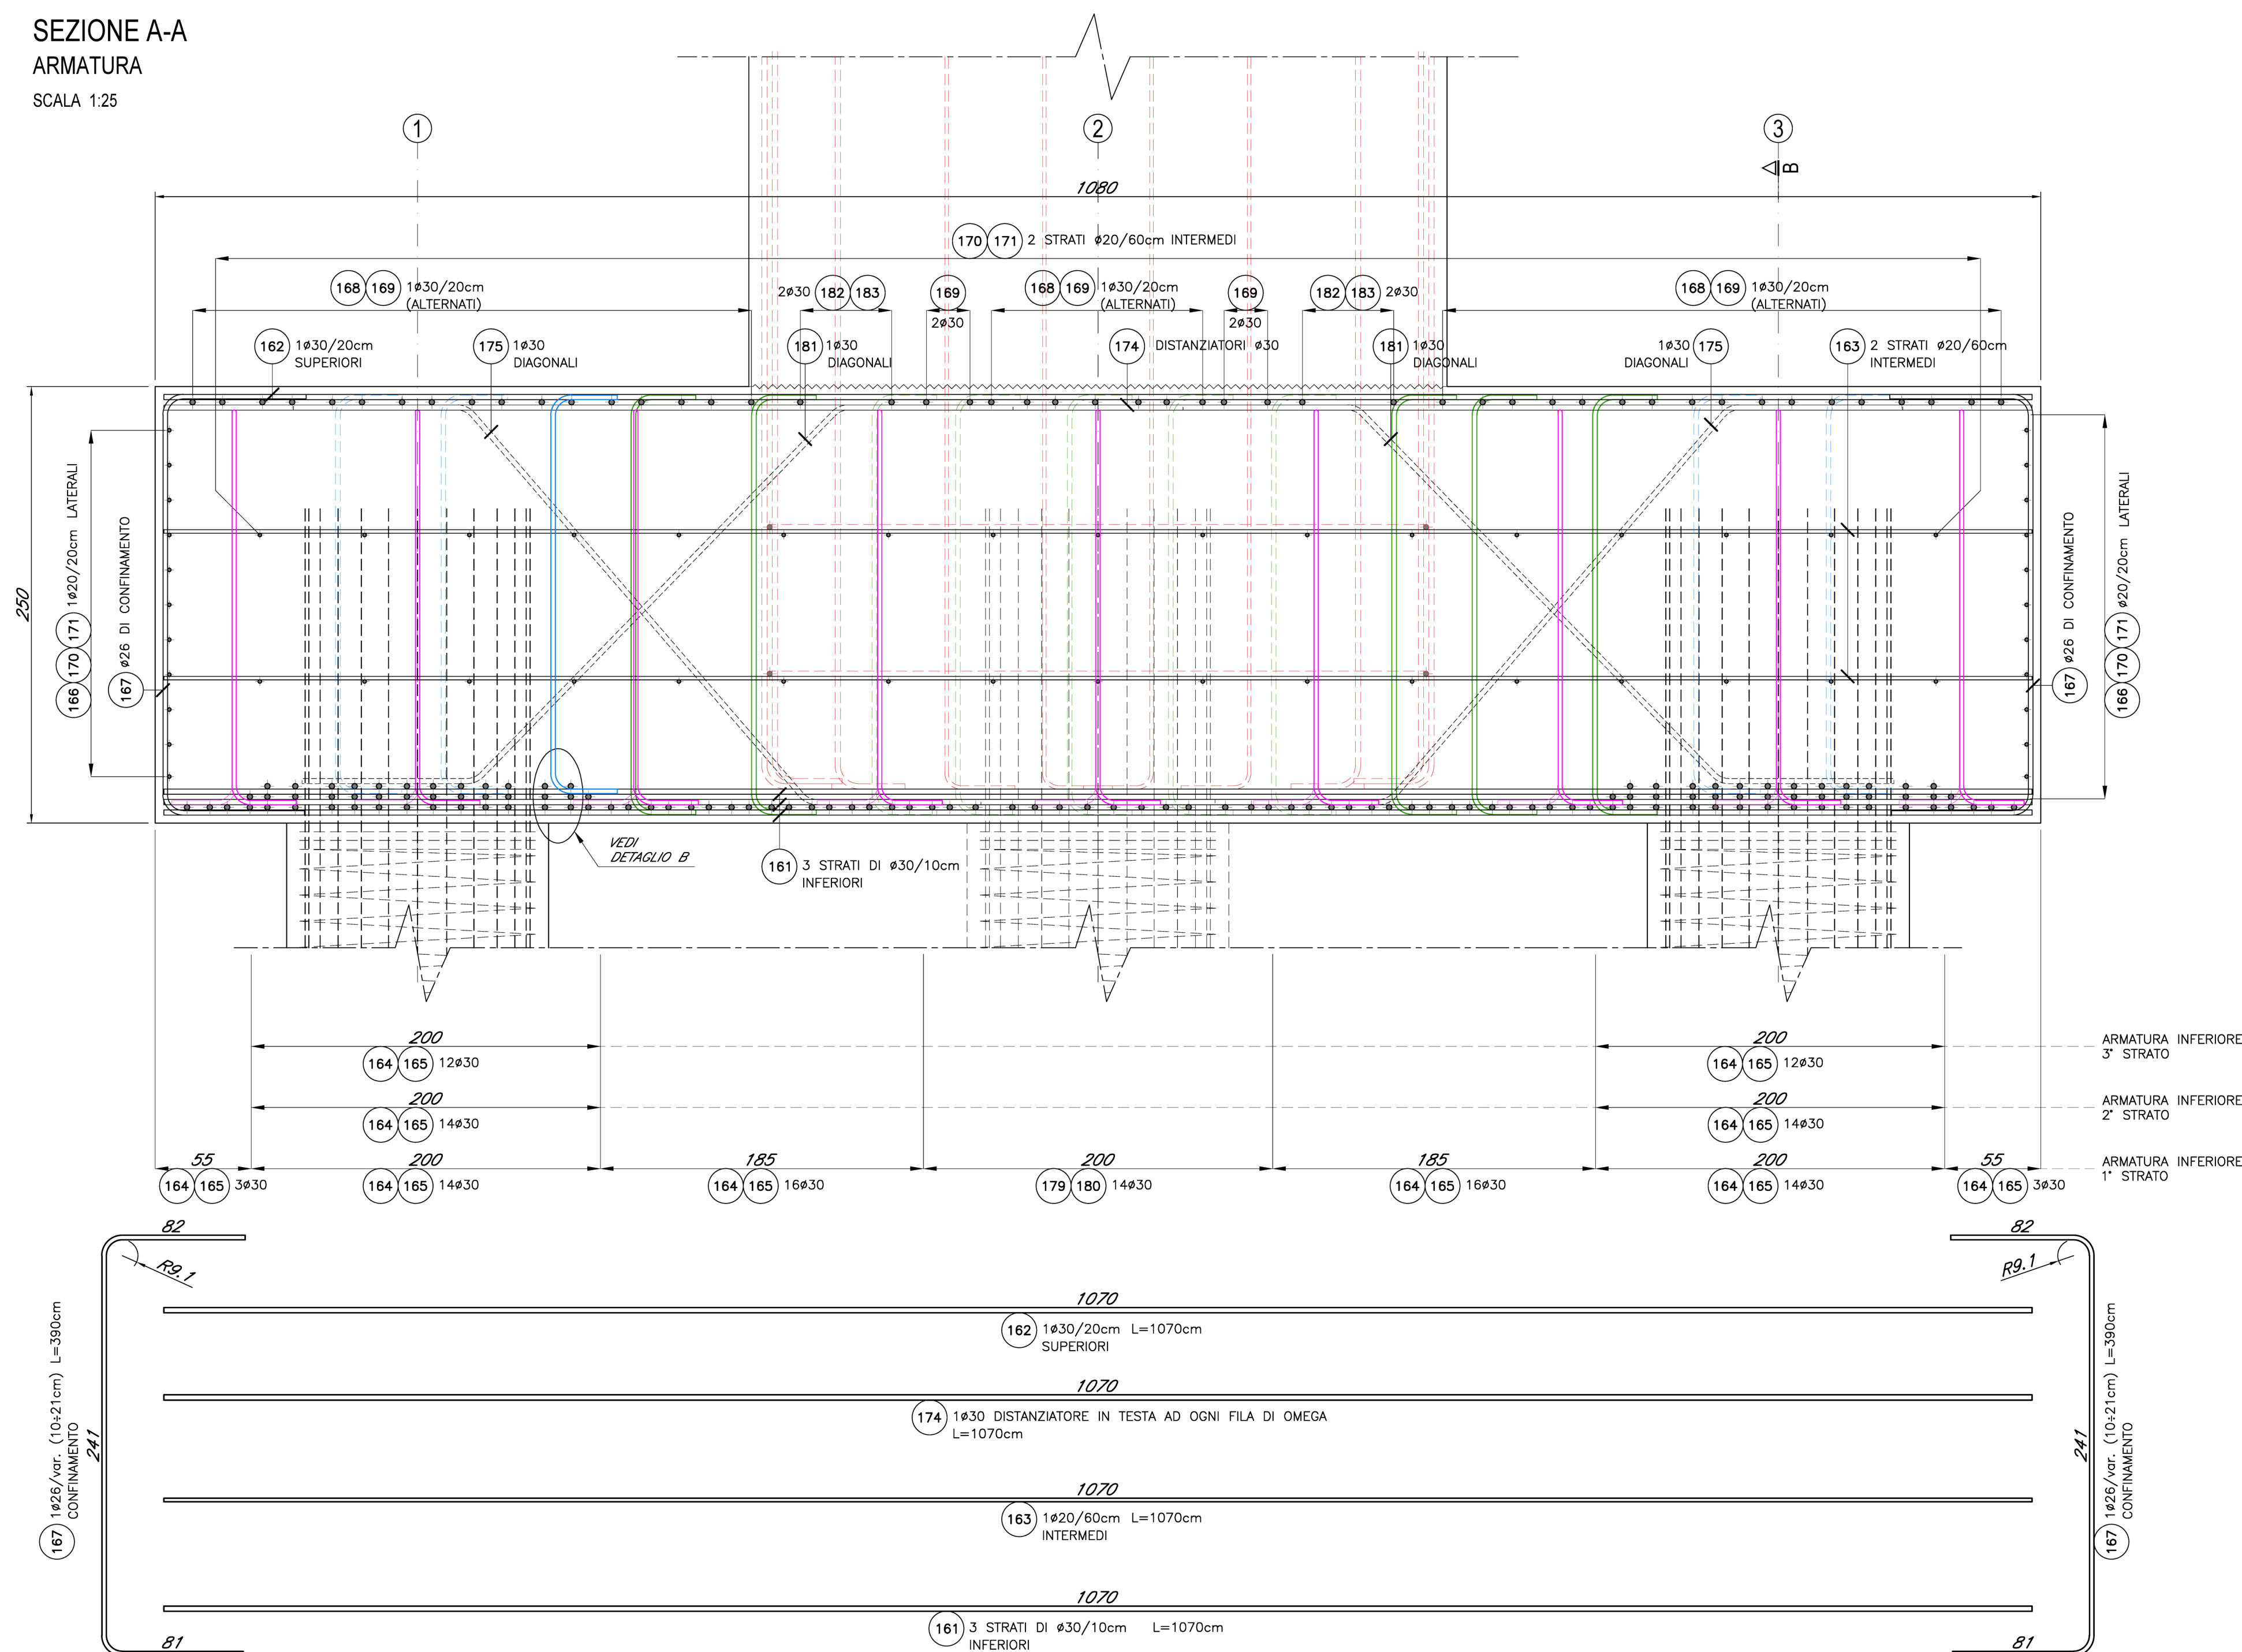 SEZIONE A-A
ARMATURA
SCALA 1:25
1
2
3
B
1080
170 171 2 STRATI ø20/60cm INTERMEDI
168 169 1ø30/20cm
(ALTERNATI)
2ø30 182 183
169
2ø30
168 169 1ø30/20cm
(ALTERNATI)
169
2ø30
182 183 2ø30
168 169 1ø30/20cm
(ALTERNATI)
162 1ø30/20cm
SUPERIORI
175 1ø30
DIAGONALI
181 1ø30
DIAGONALI
174 DISTANZIATORI ø30
181 1ø30
DIAGONALI
1ø30 175
DIAGONALI
163 2 STRATI ø20/60cm
INTERMEDI
250
166 170 171 1ø20/20cm LATERALI
167 ø26 DI CONFINAMENTO
167 ø26 DI CONFINAMENTO
166 170 171 ø20/20cm LATERALI
VEDI
DETAGLIO B
161 3 STRATI DI ø30/10cm
INFERIORI
200
164 165 12ø30
200
164 165 12ø30
ARMATURA INFERIORE
3° STRATO
200
164 165 14ø30
200
164 165 14ø30
ARMATURA INFERIORE
2° STRATO
55
164 165 3ø30
200
164 165 14ø30
185
164 165 16ø30
200
179 180 14ø30
185
164 165 16ø30
200
164 165 14ø30
55
164 165 3ø30
ARMATURA INFERIORE
1° STRATO
82
R9.1
241
81
167 1ø26/var. (10÷21cm) L=390cm
CONFINAMENTO
1070
162 1ø30/20cm L=1070cm
SUPERIORI
1070
174 1ø30 DISTANZIATORE IN TESTA AD OGNI FILA DI OMEGA
L=1070cm
1070
163 1ø20/60cm L=1070cm
INTERMEDI
1070
161 3 STRATI DI ø30/10cm L=1070cm
INFERIORI
82
R9.1
241
81
167 1ø26/var. (10÷21cm) L=390cm
CONFINAMENTO